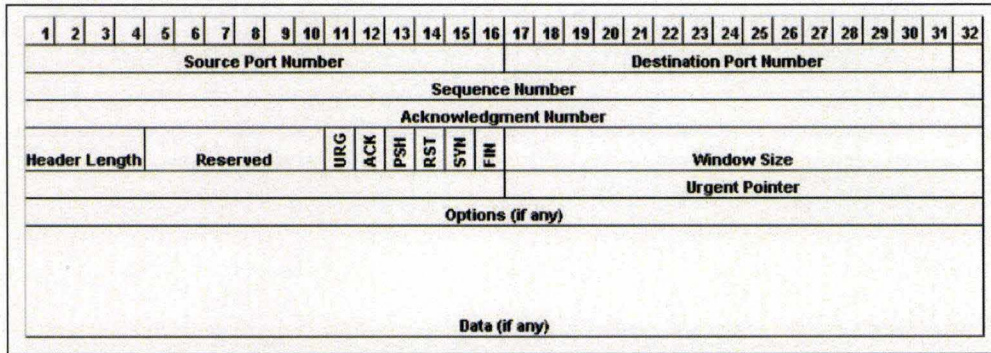 1 2 3 4 5 6 7 8 9 10 11 12 13 14 15 16 17 18 19 20 21 22 23 24 25 26 27 28 29 30 31 32
Source Port Number Destination Port Number
Sequence Number
Acknowledgment Number
Header Length Reserved URG ACK PSH RST SYN FIN Window Size
Urgent Pointer
Options (if any)
Data (if any)